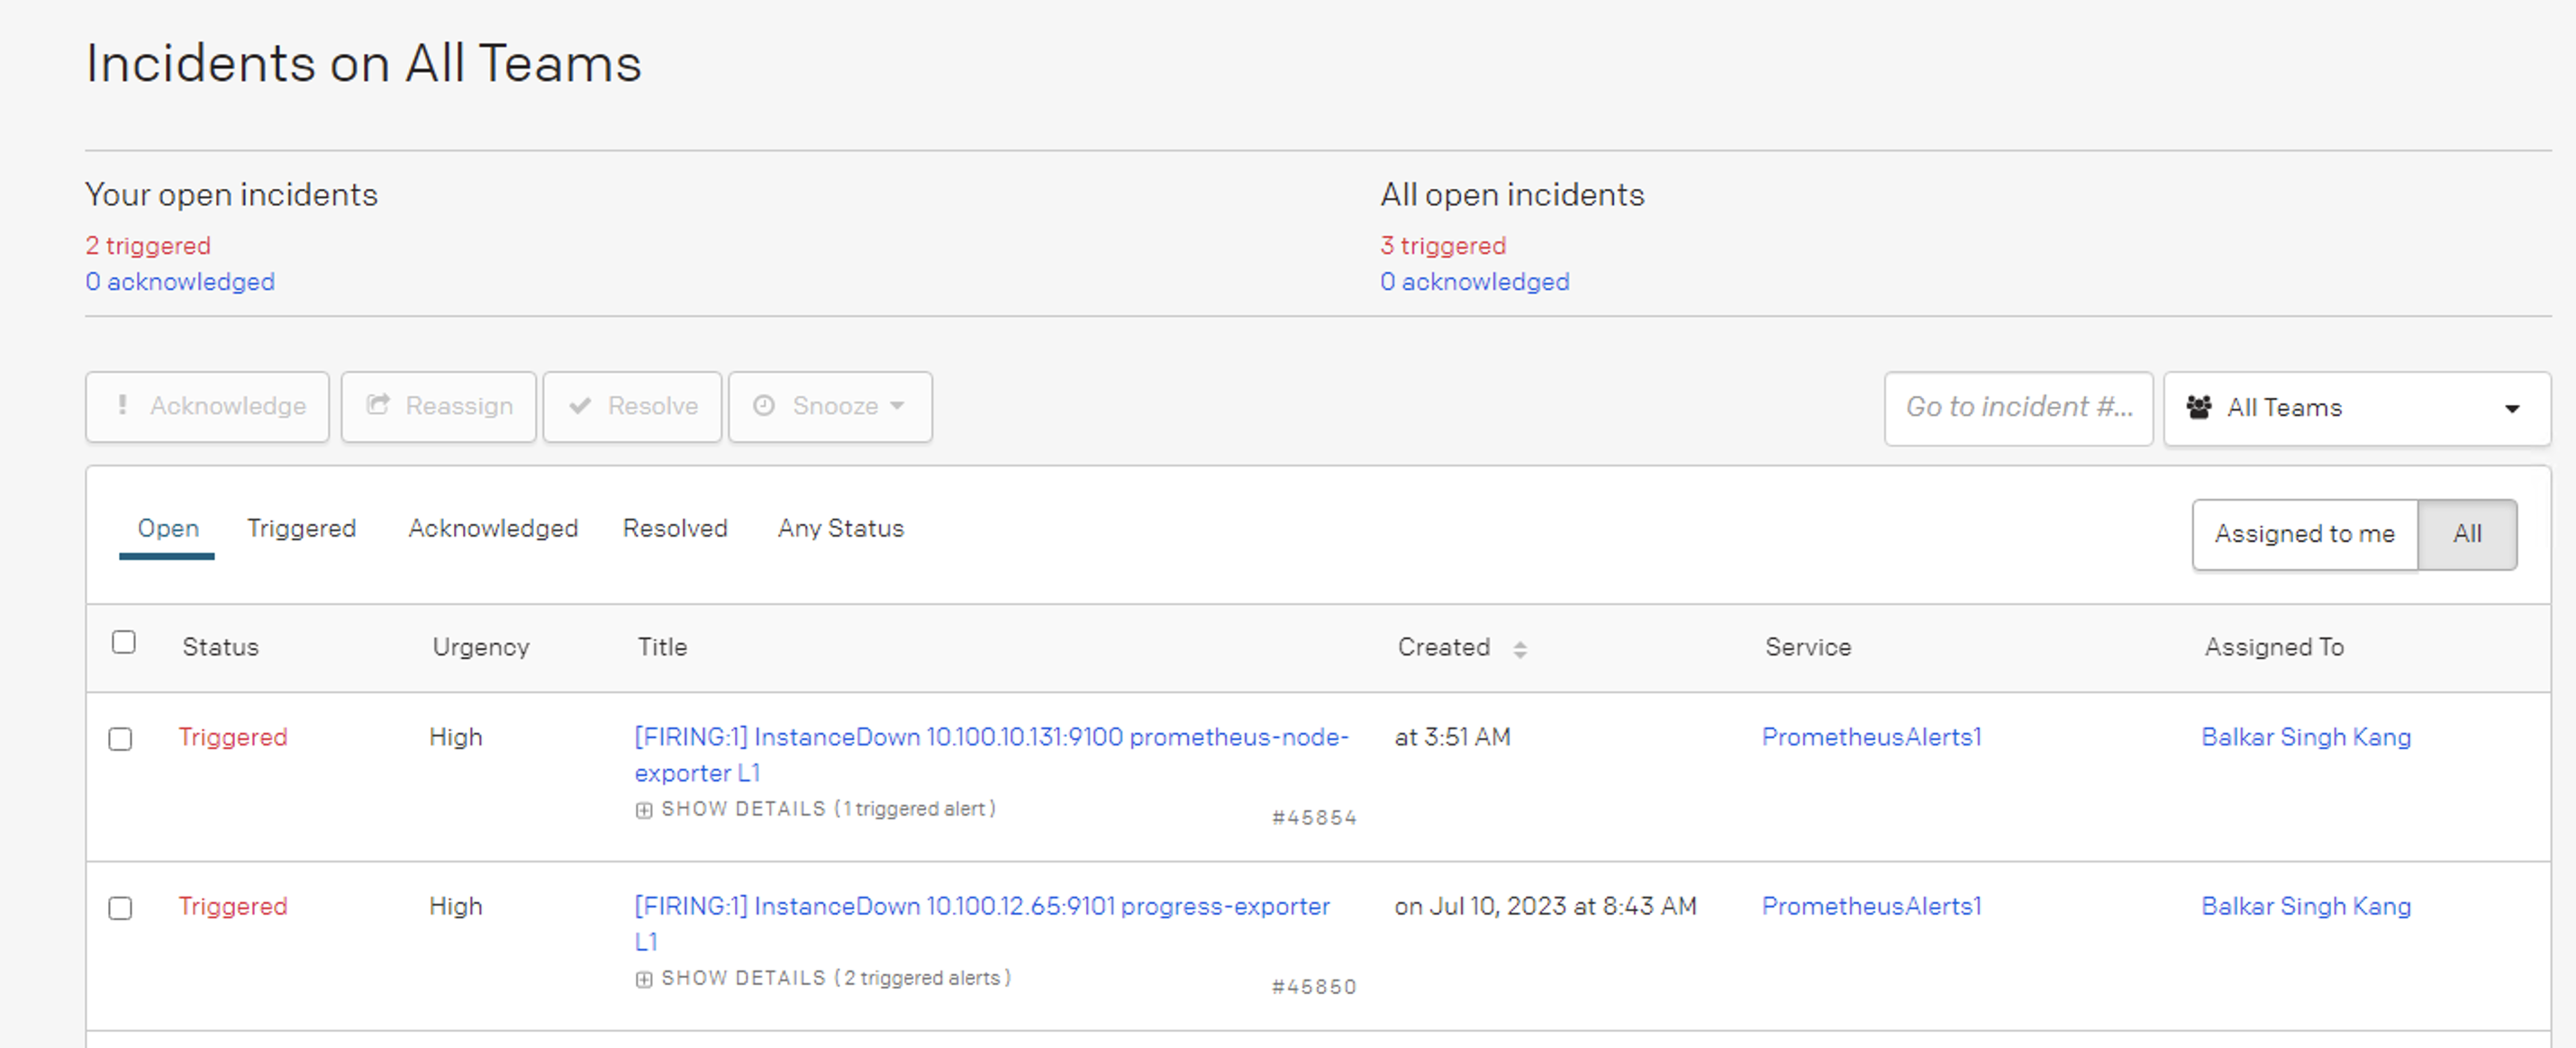 Incidents on All Teams
Your open incidents
2 triggered
0 acknowledged
All open incidents
3 triggered
0 acknowledged
Acknowledge
Reassign
Resolve
Snooze
Go to incident #...
All Teams
Open
Triggered
Acknowledged
Resolved
Any Status
Assigned to me
All
Status
Urgency
Title
Created
Service
Assigned To
Triggered
High
[FIRING:1] InstanceDown 10.100.10.131:9100 prometheus-node-
exporter L1
SHOW DETAILS (1 triggered alert)
#45854
at 3:51 AM
PrometheusAlerts1
Balkar Singh Kang
Triggered
High
[FIRING:1] InstanceDown 10.100.12.65:9101 progress-exporter
L1
SHOW DETAILS (2 triggered alerts)
#45850
on Jul 10, 2023 at 8:43 AM
PrometheusAlerts1
Balkar Singh Kang